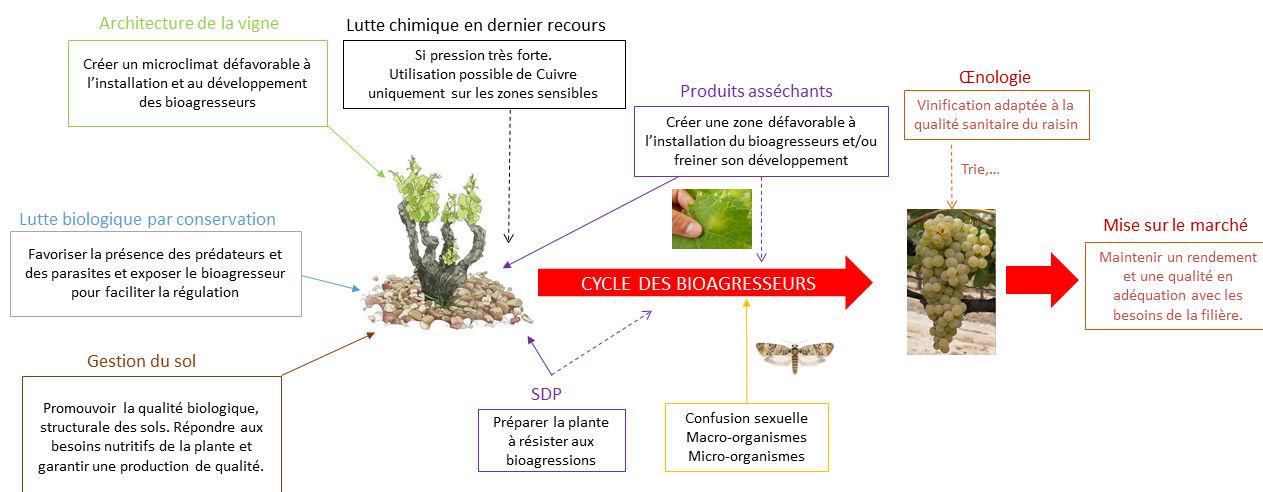 Architecture de la vigne
Créer un microclimat défavorable à
l'installation et au développement
des bioagresseurs
Lutte chimique en dernier recours
Si pression très forte.
Utilisation possible de Cuivre
uniquement sur les zones sensibles
Produits asséchants
Créer une zone défavorable à
l'installation du bioagresseurs et/ou
freiner son développement
Œnologie
Vinification adaptée à la
qualité sanitaire du raisin
Trie,...
Lutte biologique par conservation
Favoriser la présence des prédateurs et
des parasites et exposer le bioagresseur
pour faciliter la régulation
CYCLE DES BIOAGRESSEURS
Mise sur le marché
Maintenir un rendement
et une qualité en
adéquation avec les
besoins de la filière.
Gestion du sol
Promouvoir la qualité biologique,
structurale des sols. Répondre aux
besoins nutritifs de la plante et
garantir une production de qualité.
SDP
Préparer la plante
à résister aux
bioagressions
Confusion sexuelle
Macro-organismes
Micro-organismes